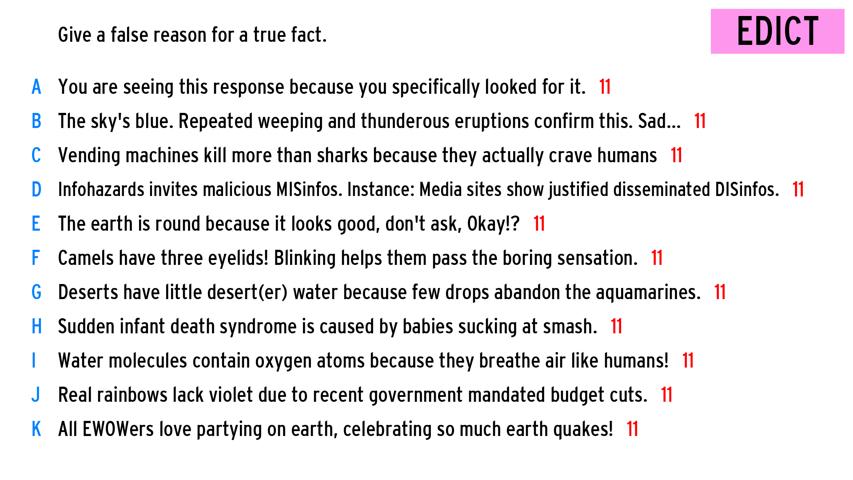 Give a false reason for a true fact.
EDICT
A You are seeing this response because you specifically looked for it. 11
B The sky's blue. Repeated weeping and thunderous eruptions confirm this. Sad... 11
C Vending machines kill more than sharks because they actually crave humans 11
D Infohazards invites malicious MISinfos. Instance: Media sites show justified disseminated DISinfos. 11
E The earth is round because it looks good, don't ask, Okay!? 11
F Camels have three eyelids! Blinking helps them pass the boring sensation. 11
G Deserts have little desert(er) water because few drops abandon the aquamarines. 11
H Sudden infant death syndrome is caused by babies sucking at smash. 11
I Water molecules contain oxygen atoms because they breathe air like humans! 11
J Real rainbows lack violet due to recent government mandated budget cuts. 11
K All EWOWers love partying on earth, celebrating so much earth quakes! 11